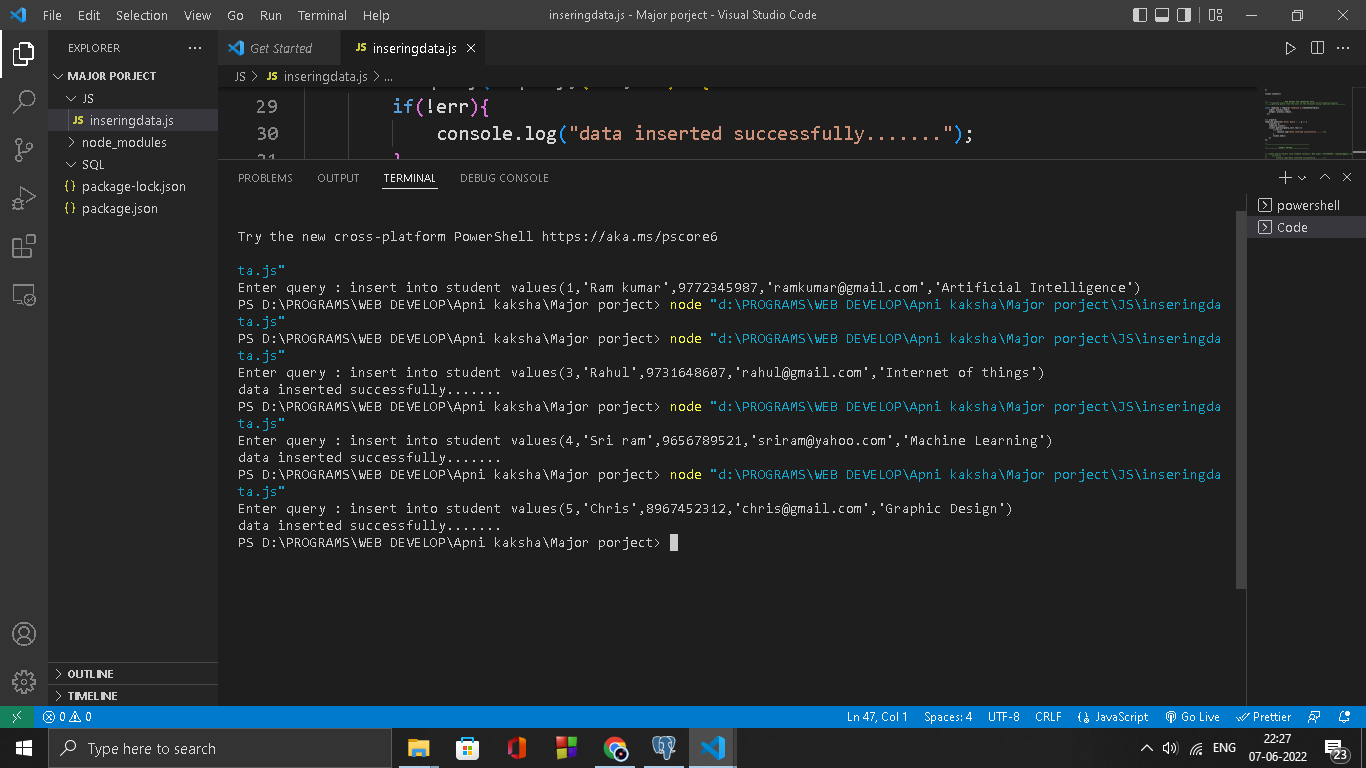 File Edit Selection View Go Run Terminal Help
inseringdata.js - Major porject - Visual Studio Code
EXPLORER
MAJOR PORJECT
JS
JS inseringdata.js
node_modules
SQL
{} package-lock.json
{} package.json
OUTLINE
TIMELINE
Get Started
JS inseringdata.js
JS > JS inseringdata.js > ...
29 if(!err){
30 console.log("data inserted successfully.......");
PROBLEMS OUTPUT TERMINAL DEBUG CONSOLE
powershell
Code
Try the new cross-platform PowerShell https://aka.ms/pscore6
ta.js"
Enter query : insert into student values(1,'Ram kumar',9772345987,'ramkumar@gmail.com','Artificial Intelligence')
PS D:\PROGRAMS\WEB DEVELOP\Apni kaksha\Major porject> node "d:\PROGRAMS\WEB DEVELOP\Apni kaksha\Major porject\JS\inseringda
ta.js"
PS D:\PROGRAMS\WEB DEVELOP\Apni kaksha\Major porject> node "d:\PROGRAMS\WEB DEVELOP\Apni kaksha\Major porject\JS\inseringda
ta.js"
Enter query : insert into student values(3,'Rahul',9731648607,'rahul@gmail.com','Internet of things')
data inserted successfully.......
PS D:\PROGRAMS\WEB DEVELOP\Apni kaksha\Major porject> node "d:\PROGRAMS\WEB DEVELOP\Apni kaksha\Major porject\JS\inseringda
ta.js"
Enter query : insert into student values(4,'Sri ram',9656789521,'sriram@yahoo.com','Machine Learning')
data inserted successfully.......
PS D:\PROGRAMS\WEB DEVELOP\Apni kaksha\Major porject> node "d:\PROGRAMS\WEB DEVELOP\Apni kaksha\Major porject\JS\inseringda
ta.js"
Enter query : insert into student values(5,'Chris',8967452312,'chris@gmail.com','Graphic Design')
data inserted successfully.......
PS D:\PROGRAMS\WEB DEVELOP\Apni kaksha\Major porject>
0 0
Ln 47, Col 1 Spaces: 4 UTF-8 CRLF {} JavaScript Go Live Prettier
Type here to search
ENG
22:27
07-06-2022
23